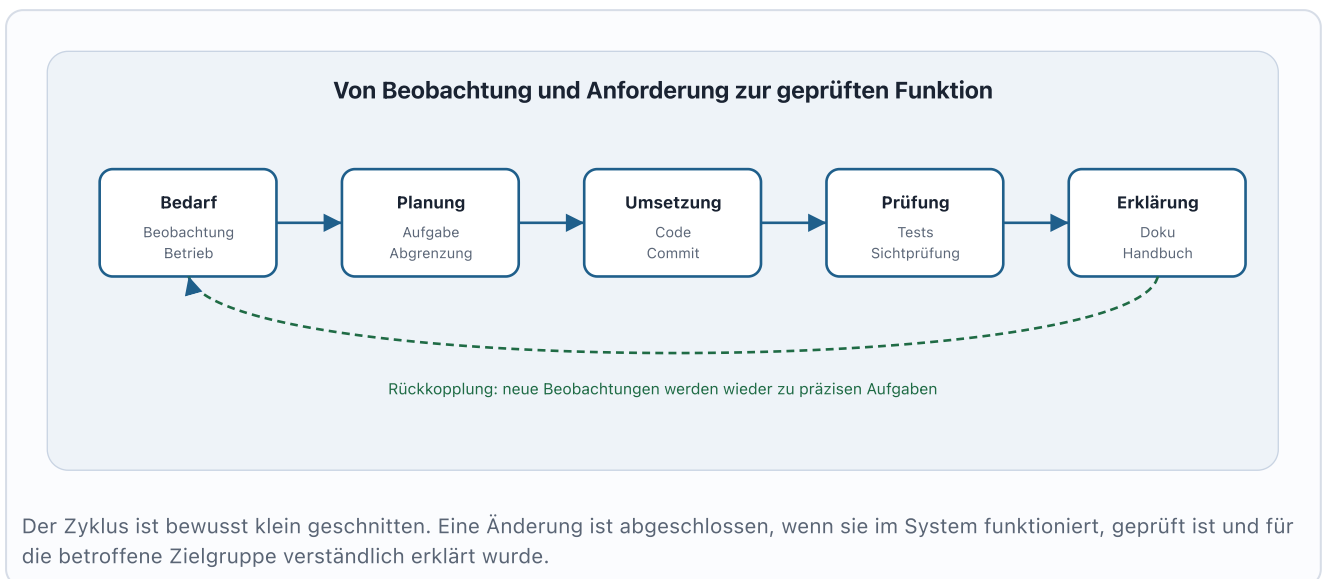 Von Beobachtung und Anforderung zur geprüften Funktion
Bedarf
Beobachtung
Betrieb
Planung
Aufgabe
Abgrenzung
Umsetzung
Code
Commit
Prüfung
Tests
Sichtprüfung
Erklärung
Doku
Handbuch
Rückkopplung: neue Beobachtungen werden wieder zu präzisen Aufgaben
Der Zyklus ist bewusst klein geschnitten. Eine Änderung ist abgeschlossen, wenn sie im System funktioniert, geprüft ist und für
die betroffene Zielgruppe verständlich erklärt wurde.